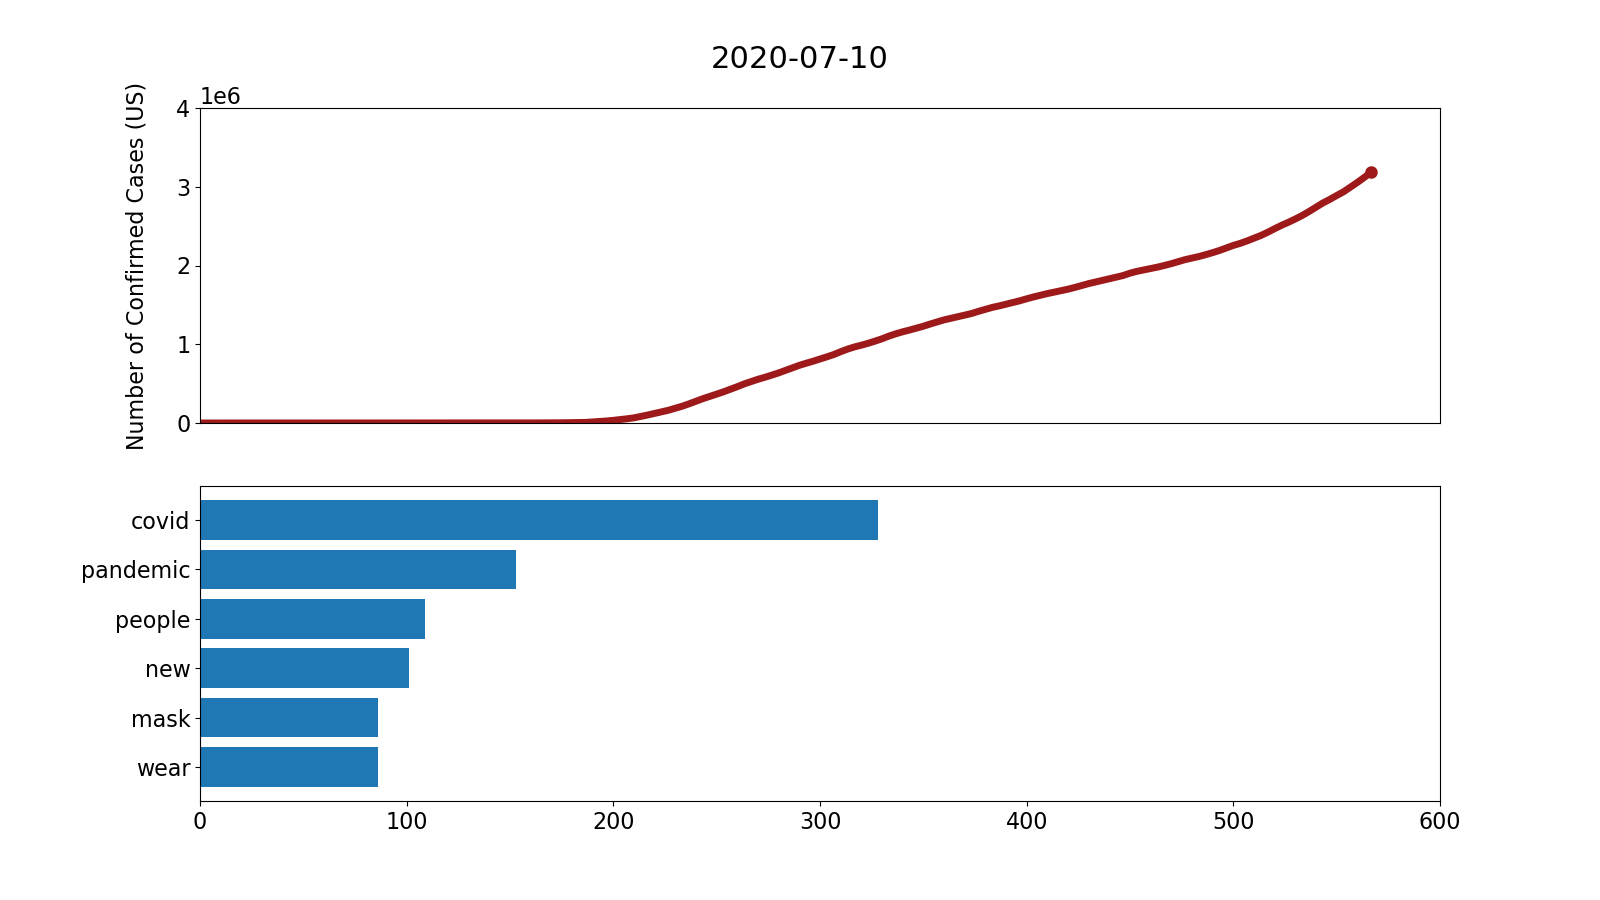 2020-07-10
1e6
Number of Confirmed Cases (US)
4
3
2
1
0
covid
pandemic
people
new
mask
wear
0 100 200 300 400 500 600